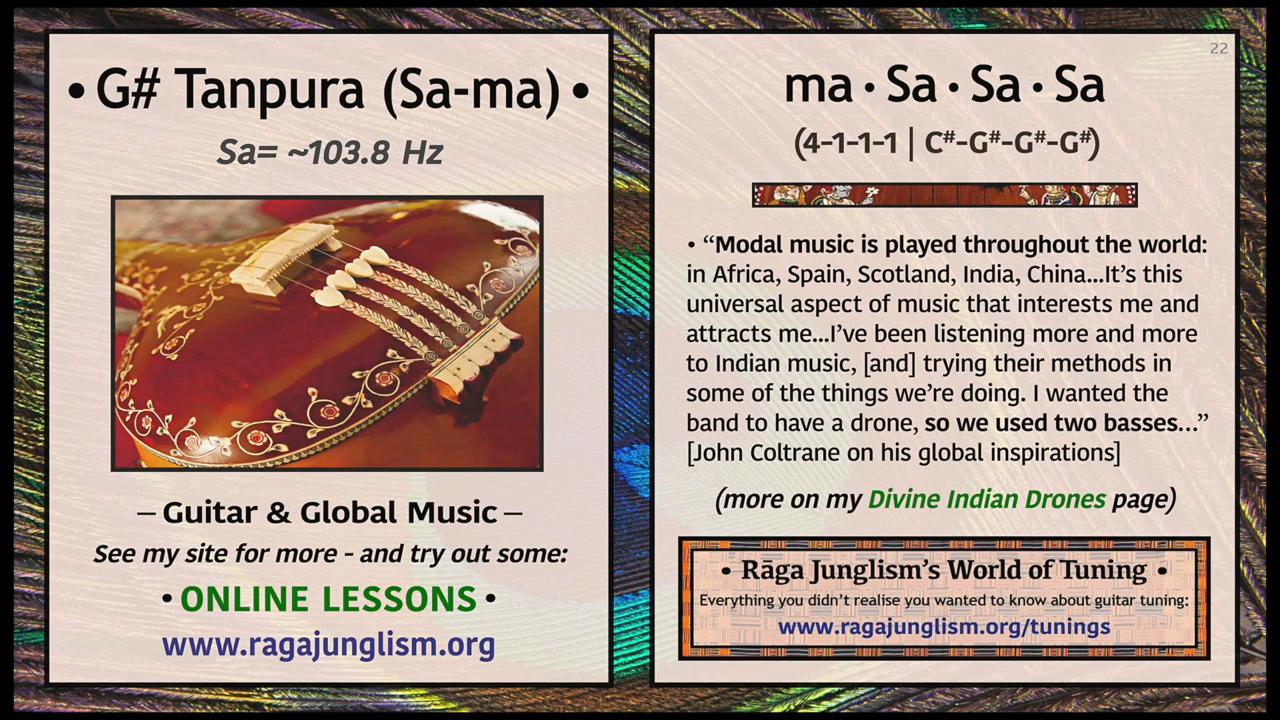 • G# Tanpura (Sa-ma) •
Sa= ~103.8 Hz
– Guitar & Global Music –
See my site for more - and try out some:
• ONLINE LESSONS •
www.ragajunglism.org
22
ma • Sa • Sa • Sa
(4-1-1-1 | C#-G#-G#-G#)
• “Modal music is played throughout the world:
in Africa, Spain, Scotland, India, China...It’s this
universal aspect of music that interests me and
attracts me...I’ve been listening more and more
to Indian music, [and] trying their methods in
some of the things we’re doing. I wanted the
band to have a drone, so we used two basses...”
[John Coltrane on his global inspirations]
(more on my Divine Indian Drones page)
• Rāga Junglism’s World of Tuning •
Everything you didn’t realise you wanted to know about guitar tuning:
www.ragajunglism.org/tunings